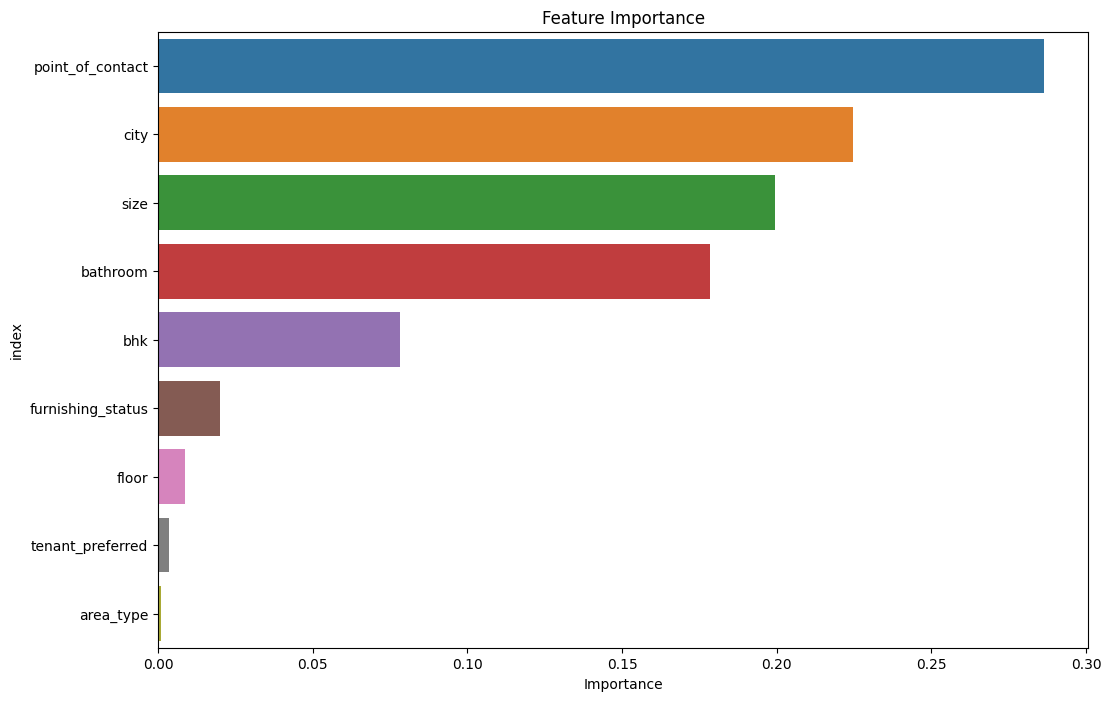 Feature Importance
point_of_contact
city
size
bathroom
bhk
furnishing_status
floor
tenant_preferred
area_type
index
0.00 0.05 0.10 0.15 0.20 0.25 0.30
Importance